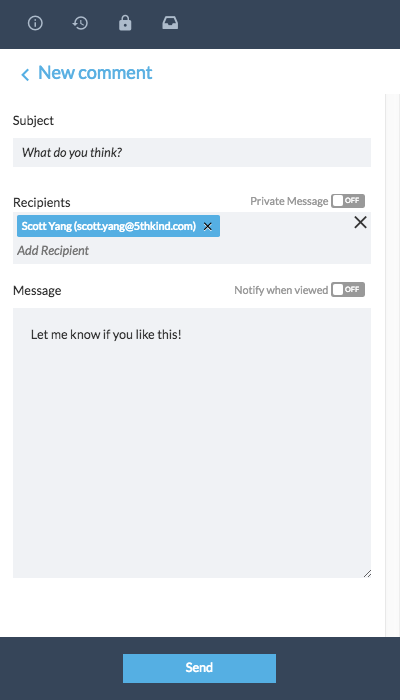 New comment
Subject
What do you think?
Recipients
Private Message OFF
Scott Yang (scott.yang@5thkind.com)
Add Recipient
Message
Notify when viewed OFF
Let me know if you like this!
Send